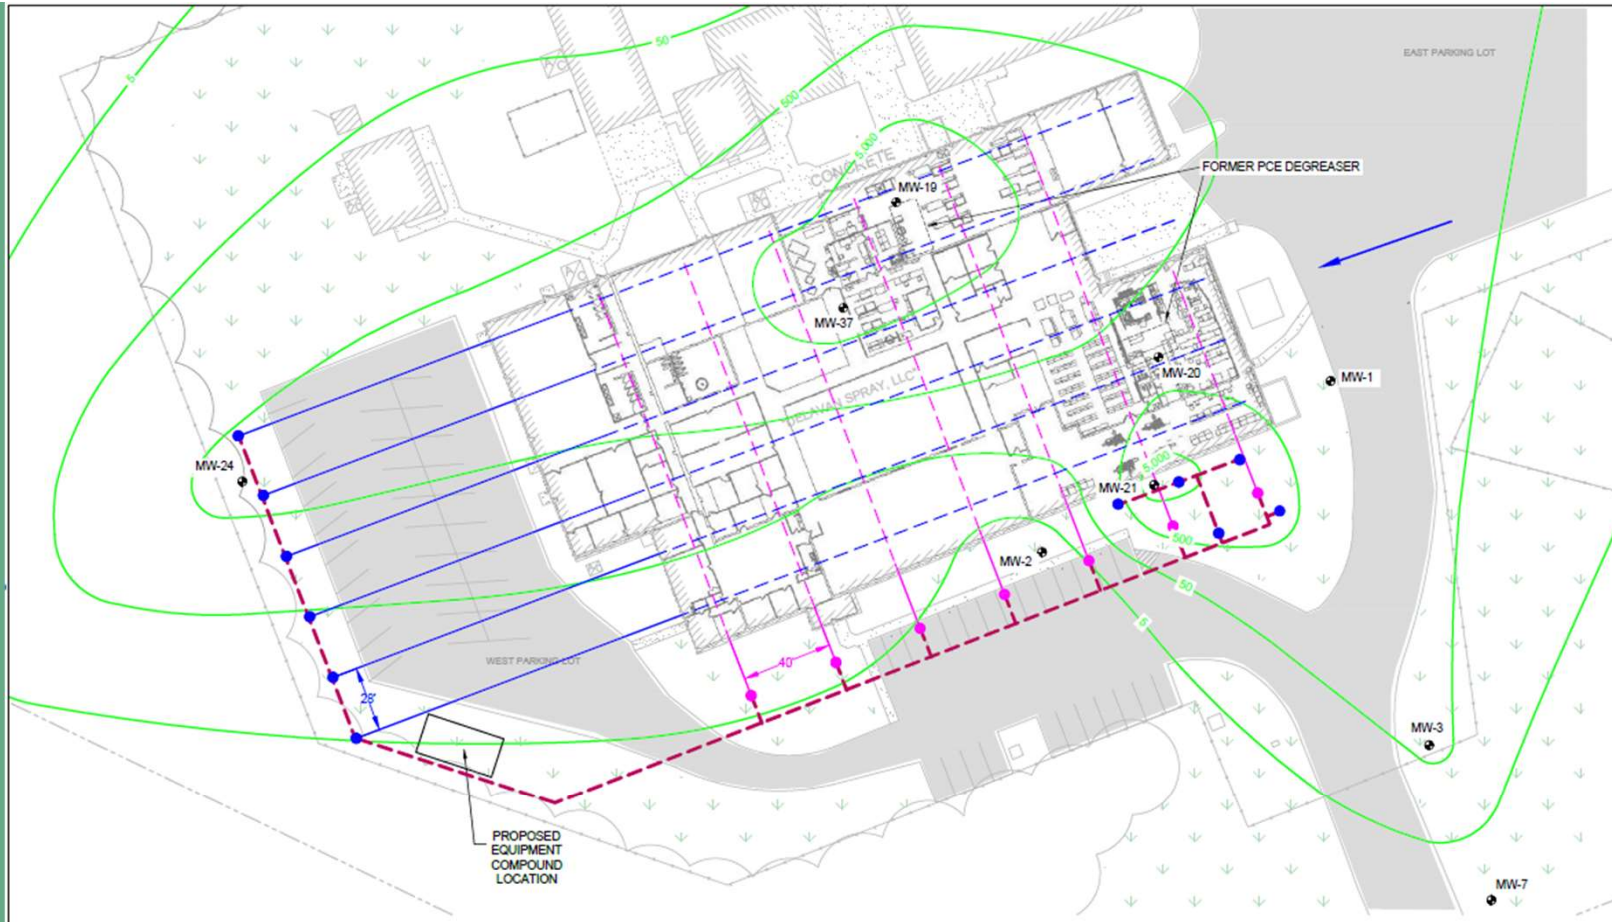 50
EAST PARKING LOT
5
500
5,000
CONCRETE
FORMER PCE DEGREASER
MW-19
MW-37
MW-1
MW-20
DELAVAN SPRAY, LLC
MW-24
5,000
MW-21
500
MW-2
50
5
WEST PARKING LOT
40'
28'
MW-3
PROPOSED
EQUIPMENT
COMPOUND
LOCATION
MW-7